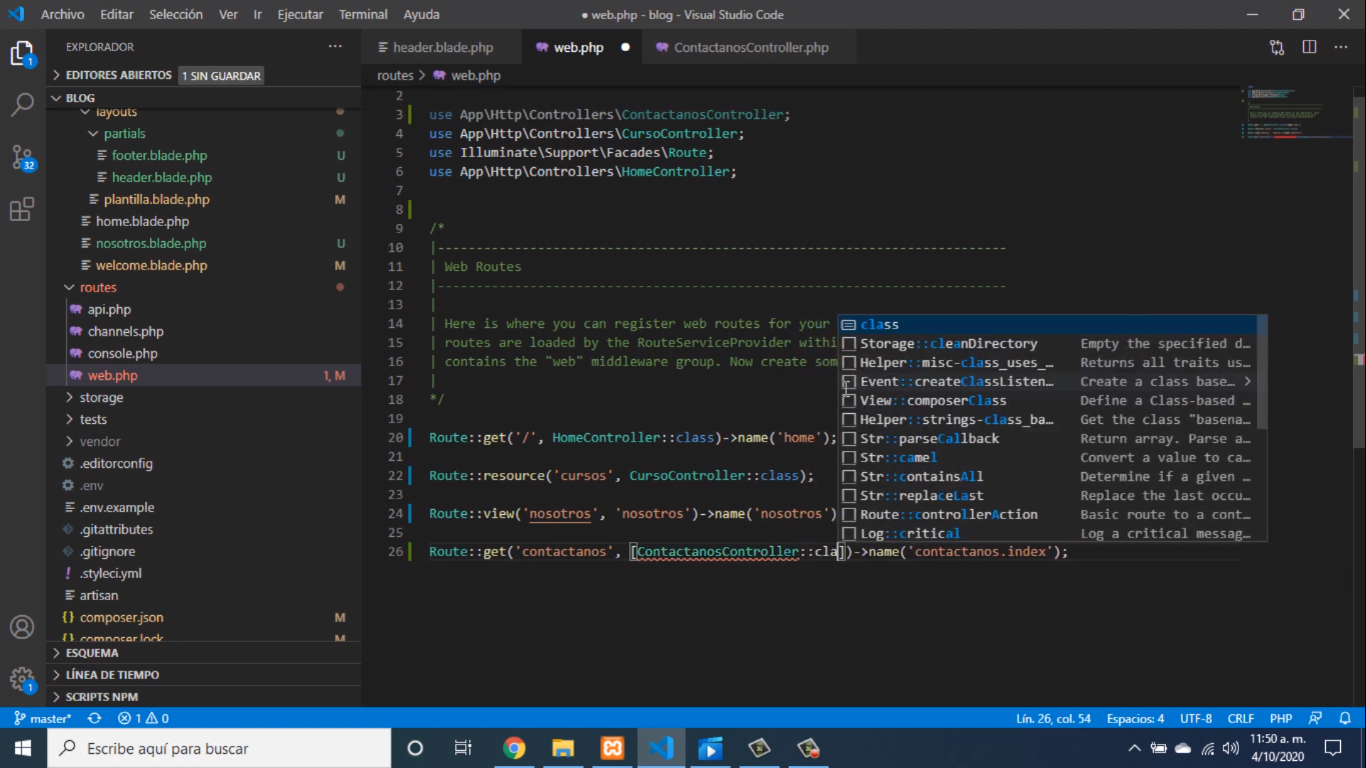 Archivo Editar Selección Ver Ir Ejecutar Terminal Ayuda
● web.php - blog - Visual Studio Code
EXPLORADOR
EDITORES ABIERTOS 1 SIN GUARDAR
BLOG
layouts
partials
footer.blade.php U
header.blade.php U
plantilla.blade.php M
home.blade.php
nosotros.blade.php U
welcome.blade.php M
routes
api.php
channels.php
console.php
web.php 1, M
storage
tests
vendor
.editorconfig
.env
.env.example
.gitattributes
.gitignore
.styleci.yml
artisan
composer.json M
composer.lock M
ESQUEMA
LÍNEA DE TIEMPO
SCRIPTS NPM
1
32
1
header.blade.php web.php ContactanosController.php
routes > web.php
2
3 use App\Http\Controllers\ContactanosController;
4 use App\Http\Controllers\CursoController;
5 use Illuminate\Support\Facades\Route;
6 use App\Http\Controllers\HomeController;
7
8
9 /*
10 |--------------------------------------------------------------------------
11 | Web Routes
12 |--------------------------------------------------------------------------
13 |
14 | Here is where you can register web routes for your
15 | routes are loaded by the RouteServiceProvider withi
16 | contains the "web" middleware group. Now create som
17 |
18 */
19
20 Route::get('/', HomeController::class)->name('home');
21
22 Route::resource('cursos', CursoController::class);
23
24 Route::view('nosotros', 'nosotros')->name('nosotros')
25
26 Route::get('contactanos', [ContactanosController::cla])->name('contactanos.index');
class
Storage::cleanDirectory Empty the specified d…
Helper::misc-class_uses_… Returns all traits us…
Event::createClassListen… Create a class base…
View::composerClass Define a Class-based …
Helper::strings-class_ba… Get the class "basena…
Str::parseCallback Return array. Parse a…
Str::camel Convert a value to ca…
Str::containsAll Determine if a given …
Str::replaceLast Replace the last occu…
Route::controllerAction Basic route to a cont…
Log::critical Log a critical messag…
master* 1 0 Lín. 26, col. 54 Espacios: 4 UTF-8 CRLF PHP
Escribe aquí para buscar
11:50 a. m.
4/10/2020